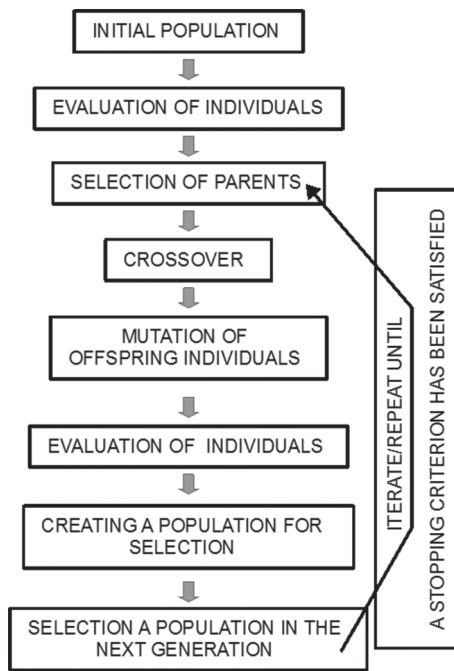 INITIAL POPULATION
EVALUATION OF INDIVIDUALS
SELECTION OF PARENTS
CROSSOVER
MUTATION OF
OFFSPRING INDIVIDUALS
EVALUATION OF INDIVIDUALS
CREATING A POPULATION FOR
SELECTION
SELECTION A POPULATION IN THE
NEXT GENERATION
ITERATE/REPEAT UNTIL
A STOPPING CRITERION HAS BEEN SATISFIED